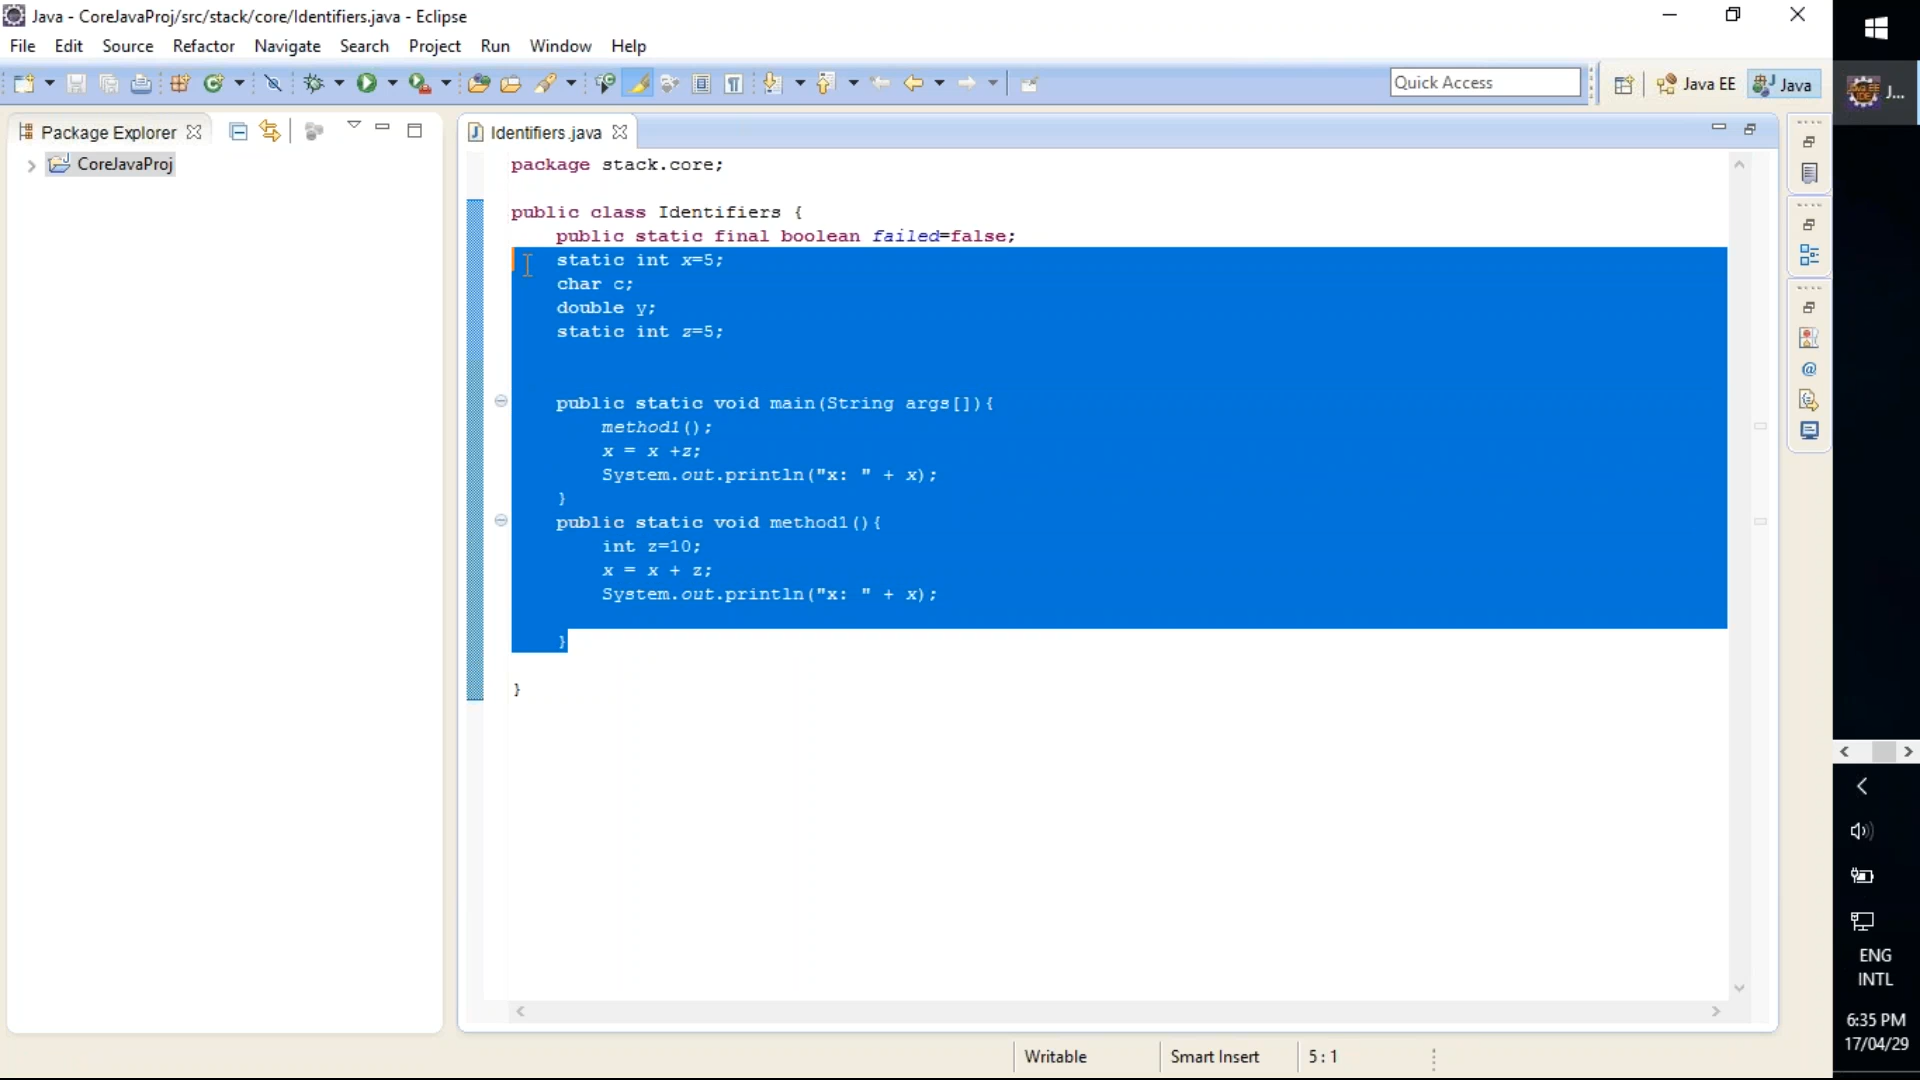 Java - CoreJavaProj/src/stack/core/Identifiers.java - Eclipse
File Edit Source Refactor Navigate Search Project Run Window Help
Quick Access
Java EE
Java
J...
Package Explorer
Identifiers.java
CoreJavaProj
package stack.core;
public class Identifiers {
public static final boolean failed=false;
static int x=5;
char c;
double y;
static int z=5;
public static void main(String args[]){
method1();
x = x +z;
System.out.println("x: " + x);
}
public static void method1(){
int z=10;
x = x + z;
System.out.println("x: " + x);
}
}
Writable
Smart Insert
5 : 1
ENG
INTL
6:35 PM
17/04/29